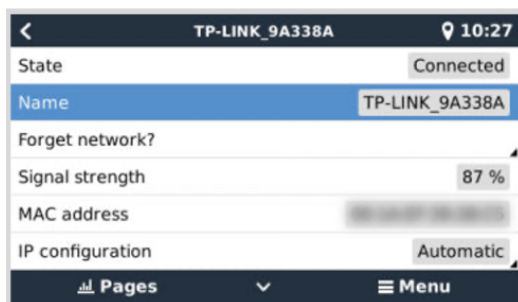 TP-LINK_9A338A 10:27
State Connected
Name TP-LINK_9A338A
Forget network?
Signal strength 87 %
MAC address
IP configuration Automatic
Pages Menu